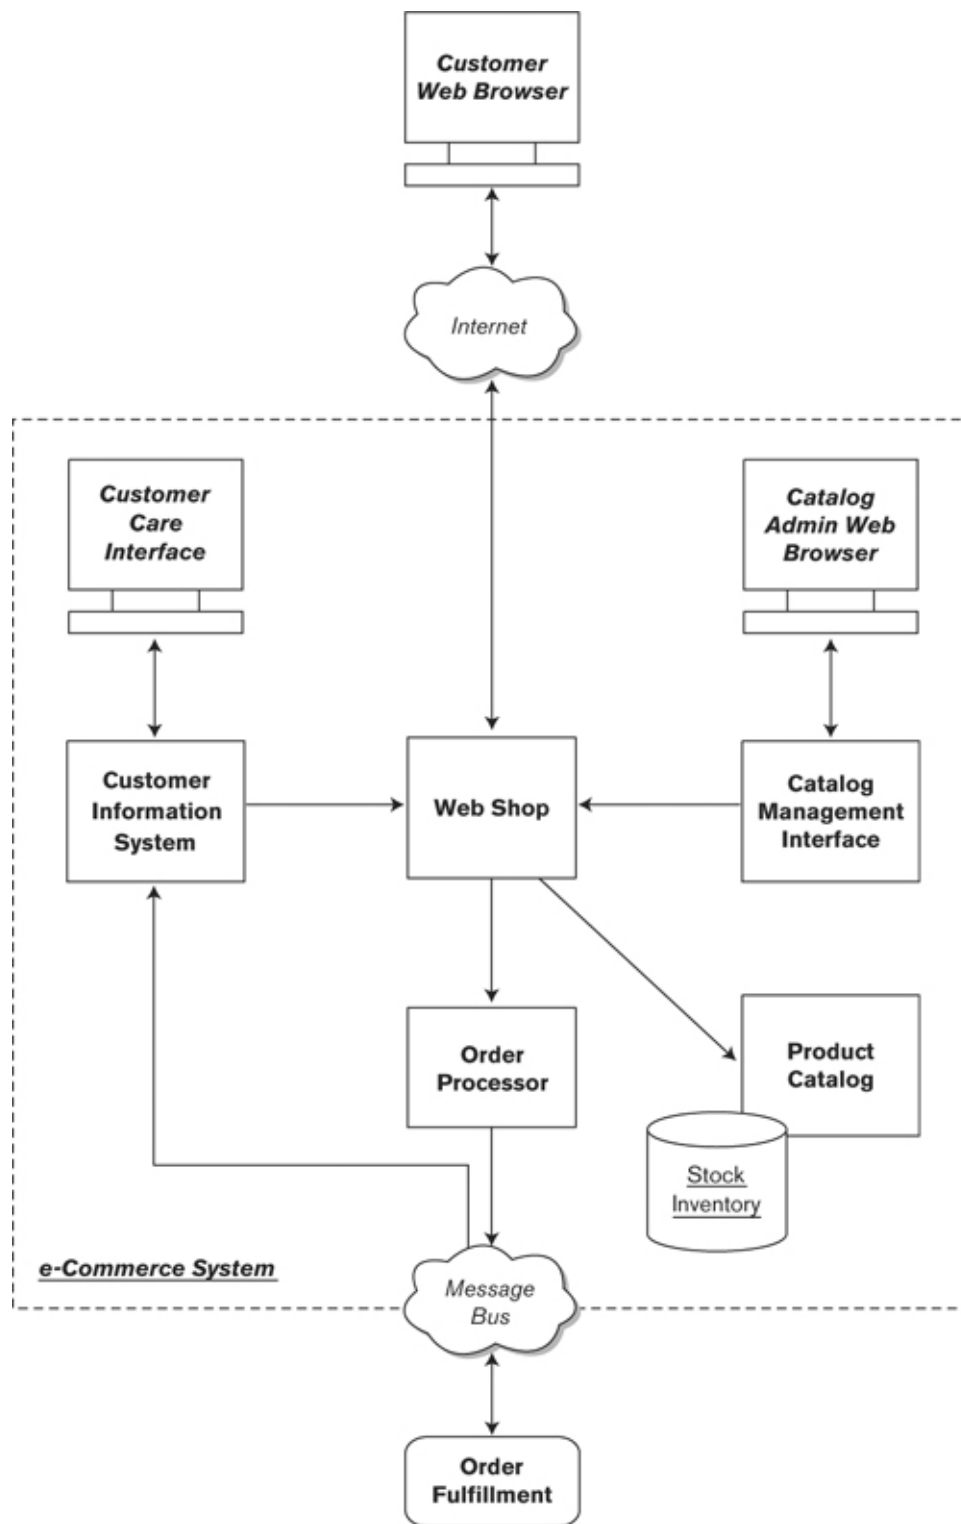 Customer
Web Browser
Internet
Customer
Care
Interface
Catalog
Admin Web
Browser
Customer
Information
System
Web Shop
Catalog
Management
Interface
Order
Processor
Product
Catalog
Stock
Inventory
e-Commerce System
Message
Bus
Order
Fulfillment